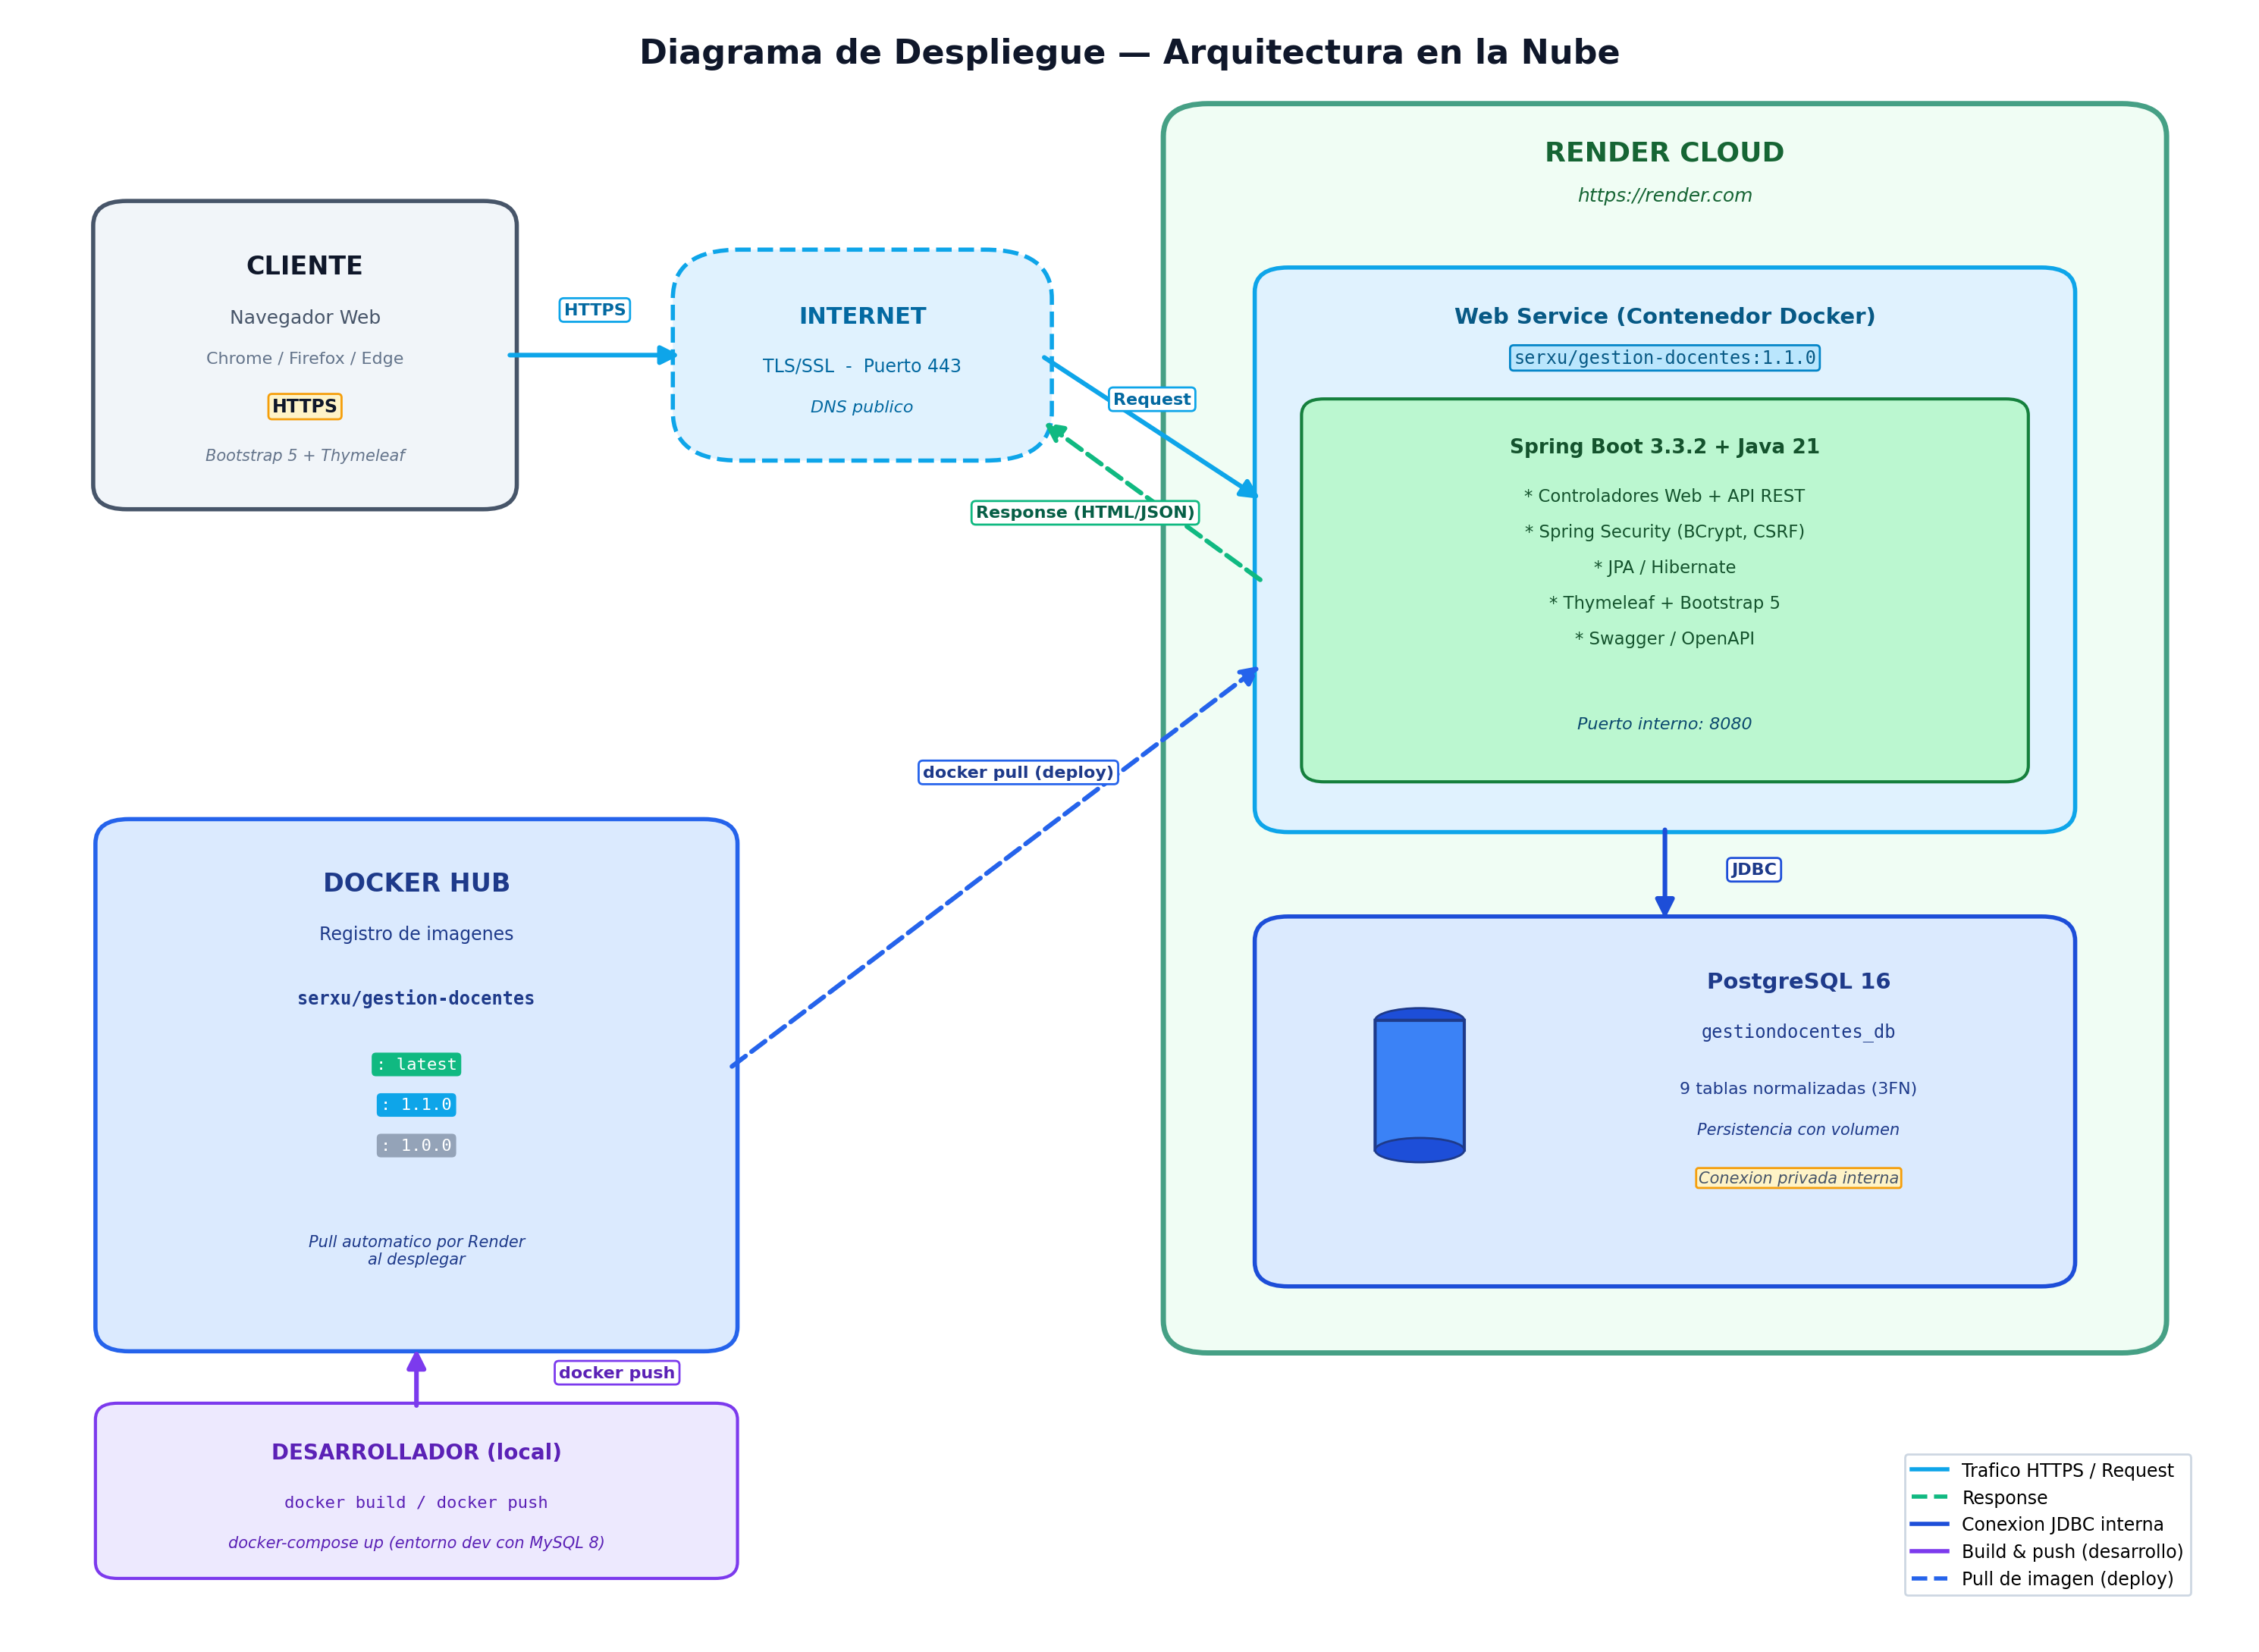 Diagrama de Despliegue — Arquitectura en la Nube
CLIENTE
Navegador Web
Chrome / Firefox / Edge
HTTPS
Bootstrap 5 + Thymeleaf
HTTPS
INTERNET
TLS/SSL  -  Puerto 443
DNS publico
Request
Response (HTML/JSON)
RENDER CLOUD
https://render.com
Web Service (Contenedor Docker)
serxu/gestion-docentes:1.1.0
Spring Boot 3.3.2 + Java 21
* Controladores Web + API REST
* Spring Security (BCrypt, CSRF)
* JPA / Hibernate
* Thymeleaf + Bootstrap 5
* Swagger / OpenAPI
Puerto interno: 8080
docker pull (deploy)
JDBC
PostgreSQL 16
gestiondocentes_db
9 tablas normalizadas (3FN)
Persistencia con volumen
Conexion privada interna
DOCKER HUB
Registro de imagenes
serxu/gestion-docentes
: latest
: 1.1.0
: 1.0.0
Pull automatico por Render
al desplegar
docker push
DESARROLLADOR (local)
docker build / docker push
docker-compose up (entorno dev con MySQL 8)
Trafico HTTPS / Request
Response
Conexion JDBC interna
Build & push (desarrollo)
Pull de imagen (deploy)